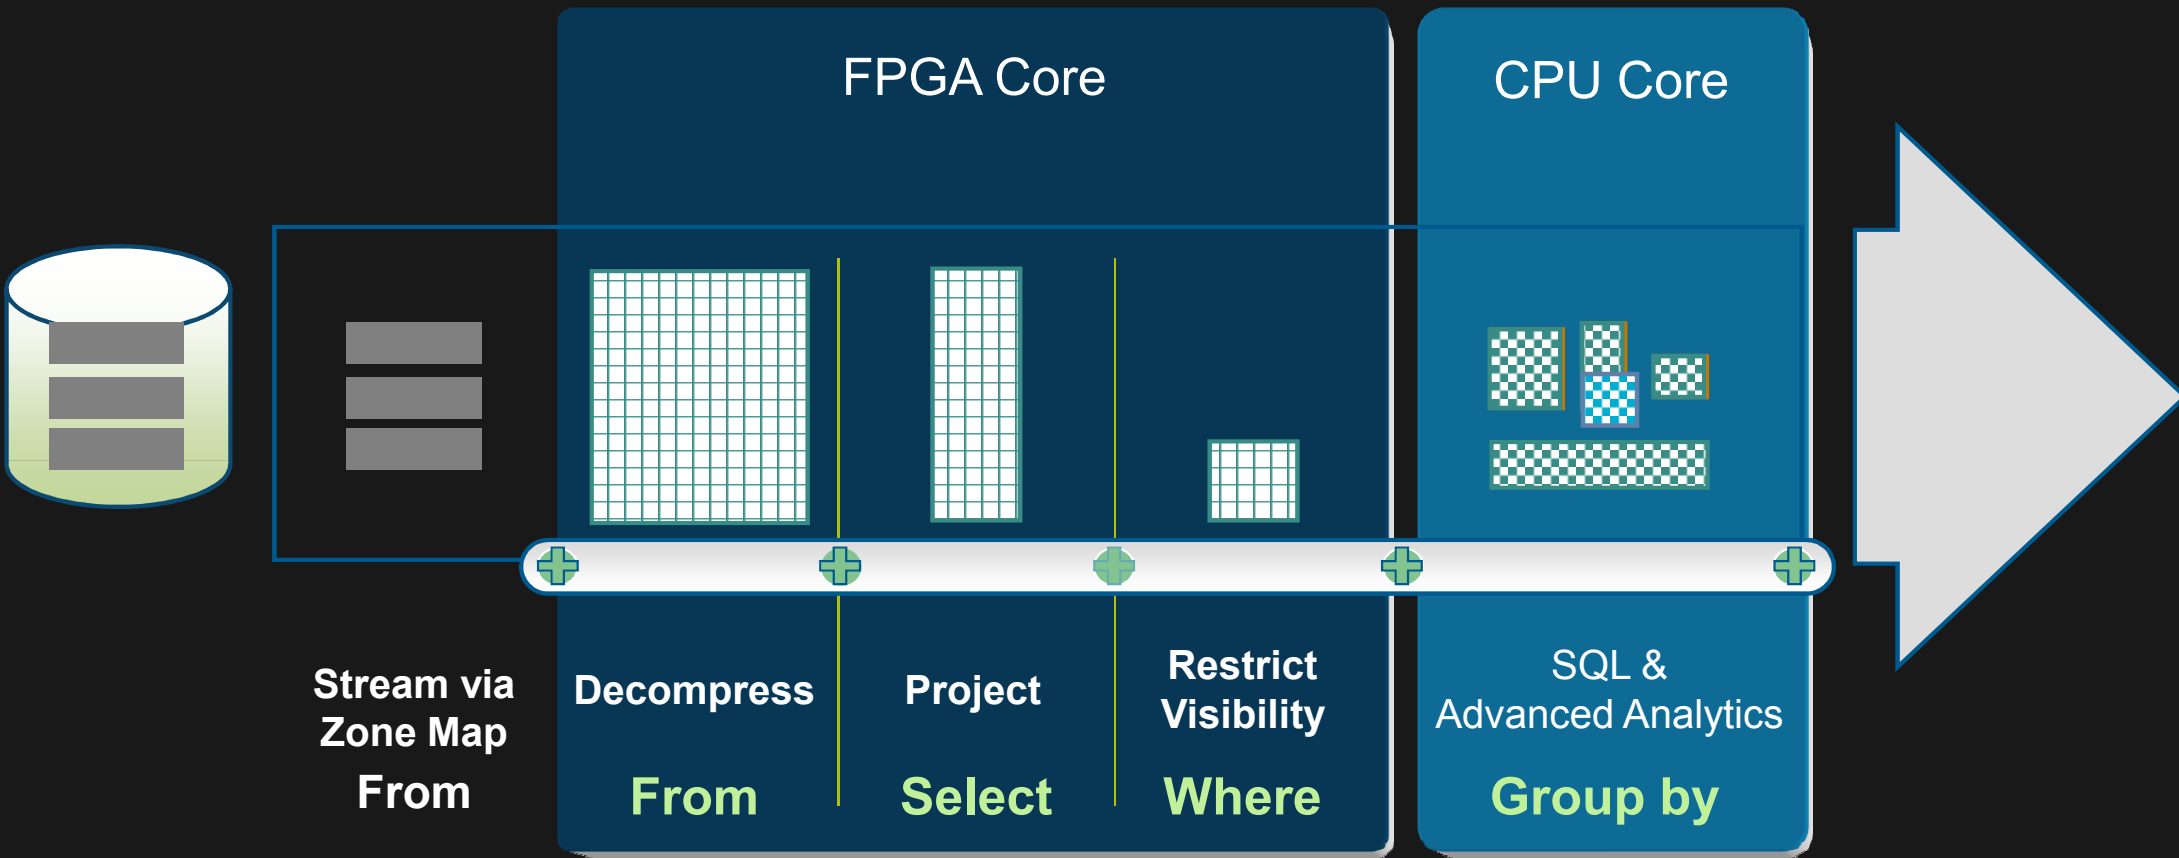 FPGA Core
CPU Core
Stream via
Zone Map
From
Decompress
From
Project
Select
Restrict
Visibility
Where
SQL &
Advanced Analytics
Group by